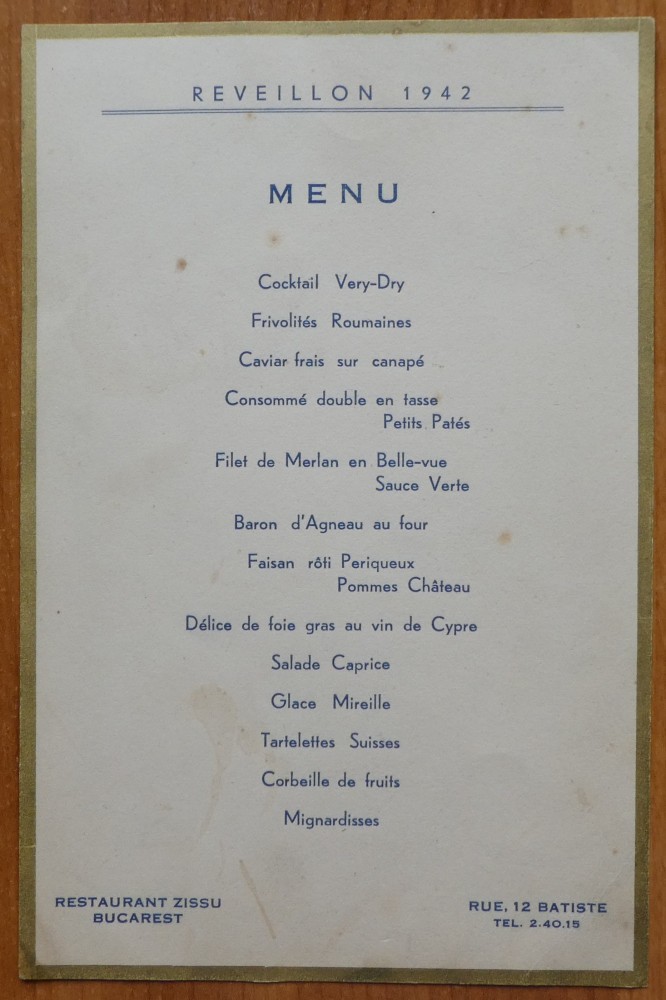 REVEILLON 1942
MENU
Cocktail Very-Dry
Frivolités Roumaines
Caviar frais sur canapé
Consommé double en tasse
Petits Patés
Filet de Merlan en Belle-vue
Sauce Verte
Baron d'Agneau au four
Faisan rôti Periqueux
Pommes Château
Délice de foie gras au vin de Cypre
Salade Caprice
Glace Mireille
Tartelettes Suisses
Corbeille de fruits
Mignardisses
RESTAURANT ZISSU
BUCAREST
RUE, 12 BATISTE
TEL. 2.40.15